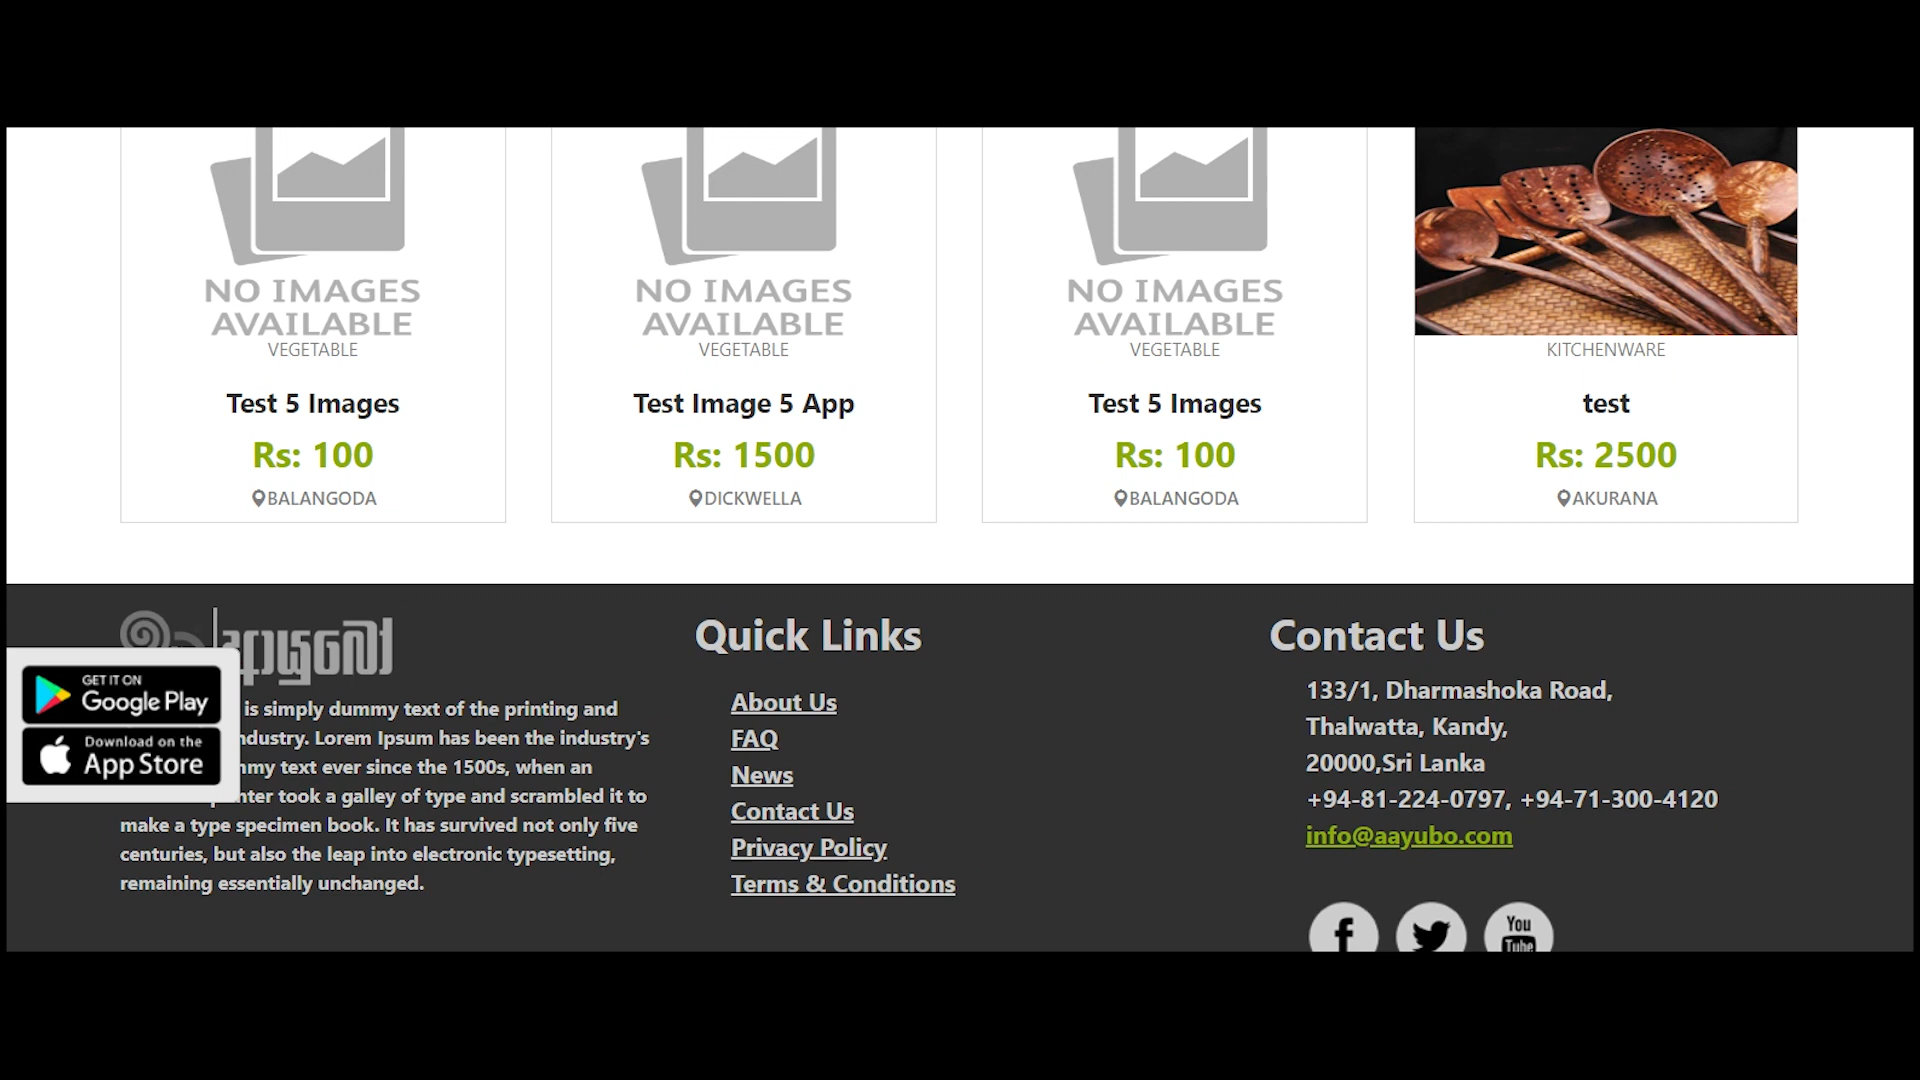 NO IMAGES
AVAILABLE
VEGETABLE
Test 5 Images
Rs: 100
BALANGODA
NO IMAGES
AVAILABLE
VEGETABLE
Test Image 5 App
Rs: 1500
DICKWELLA
NO IMAGES
AVAILABLE
VEGETABLE
Test 5 Images
Rs: 100
BALANGODA
KITCHENWARE
test
Rs: 2500
AKURANA
ආයුබෝ
GET IT ON
Google Play
Download on the
App Store
is simply dummy text of the printing and
industry. Lorem Ipsum has been the industry's
text ever since the 1500s, when an
took a galley of type and scrambled it to
make a type specimen book. It has survived not only five
centuries, but also the leap into electronic typesetting,
remaining essentially unchanged.
Quick Links
About Us
FAQ
News
Contact Us
Privacy Policy
Terms & Conditions
Contact Us
133/1, Dharmashoka Road,
Thalwatta, Kandy,
20000,Sri Lanka
+94-81-224-0797, +94-71-300-4120
info@aayubo.com
You
Tube